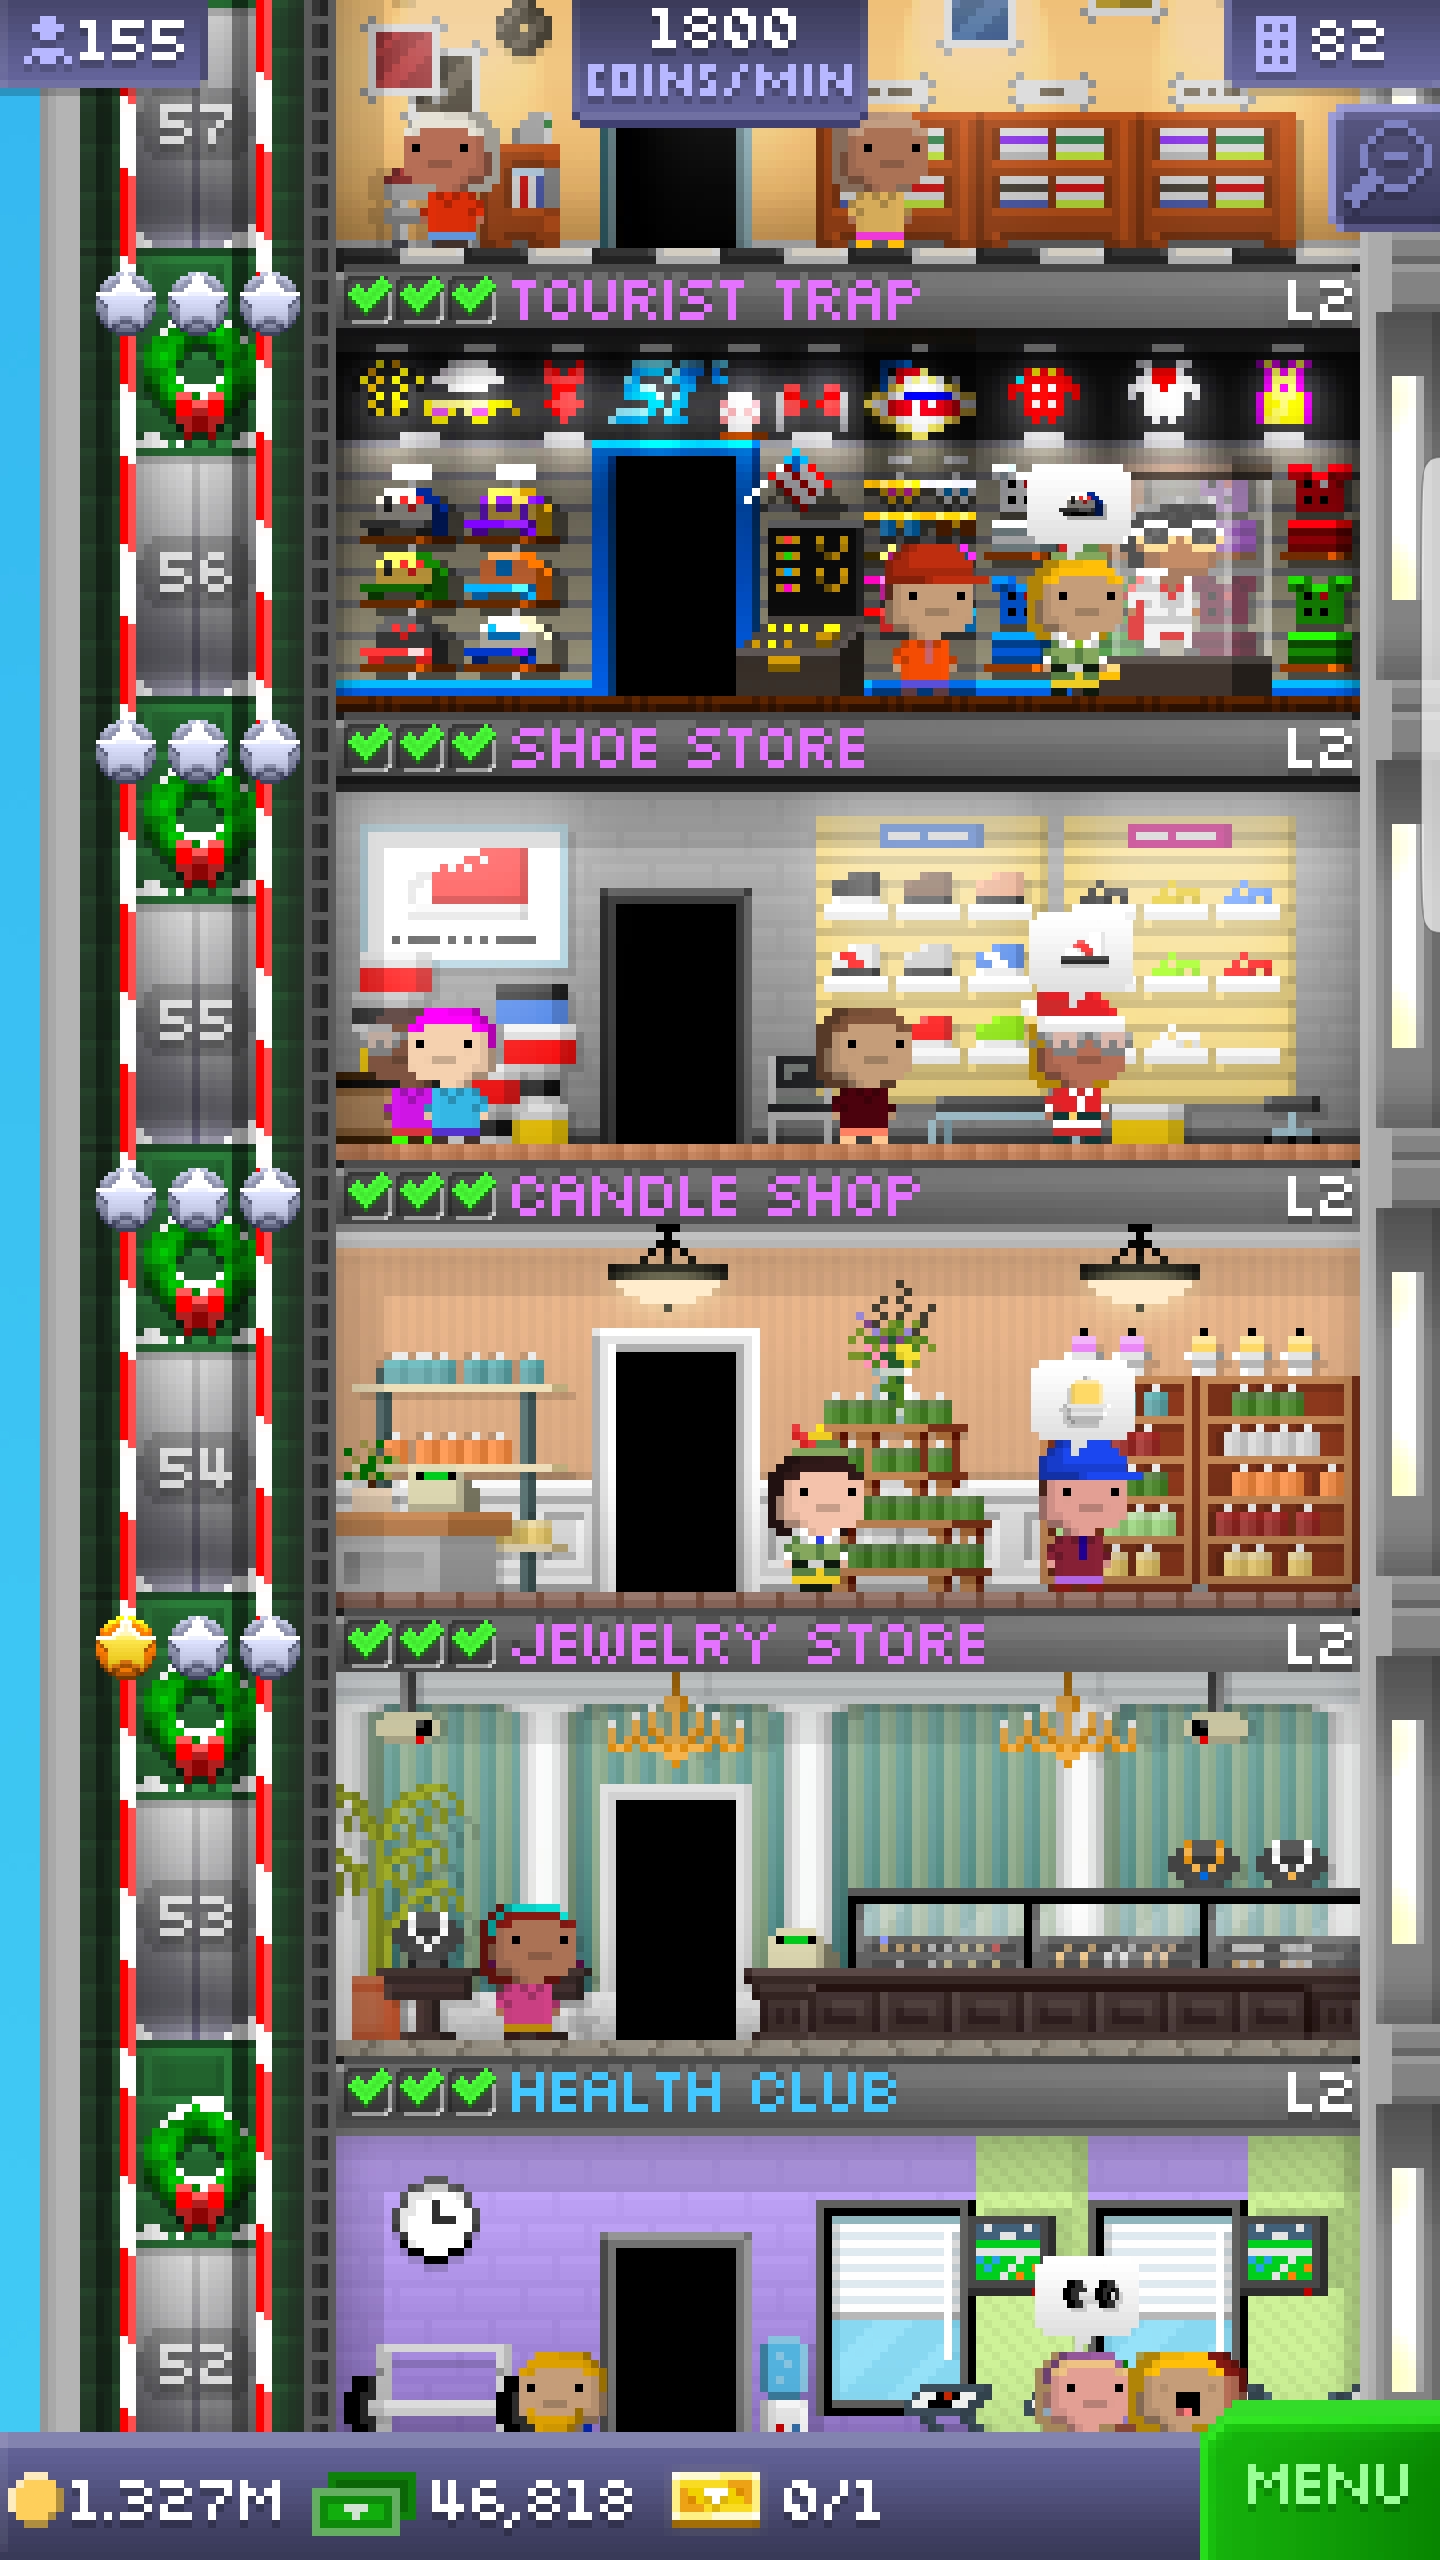 155
1800
COINS/MIN
82
57
TOURIST TRAP L2
56
SHOE STORE L2
55
CANDLE SHOP L2
54
JEWELRY STORE L2
53
HEALTH CLUB L2
52
1.327M 46,818 0/1
MENU